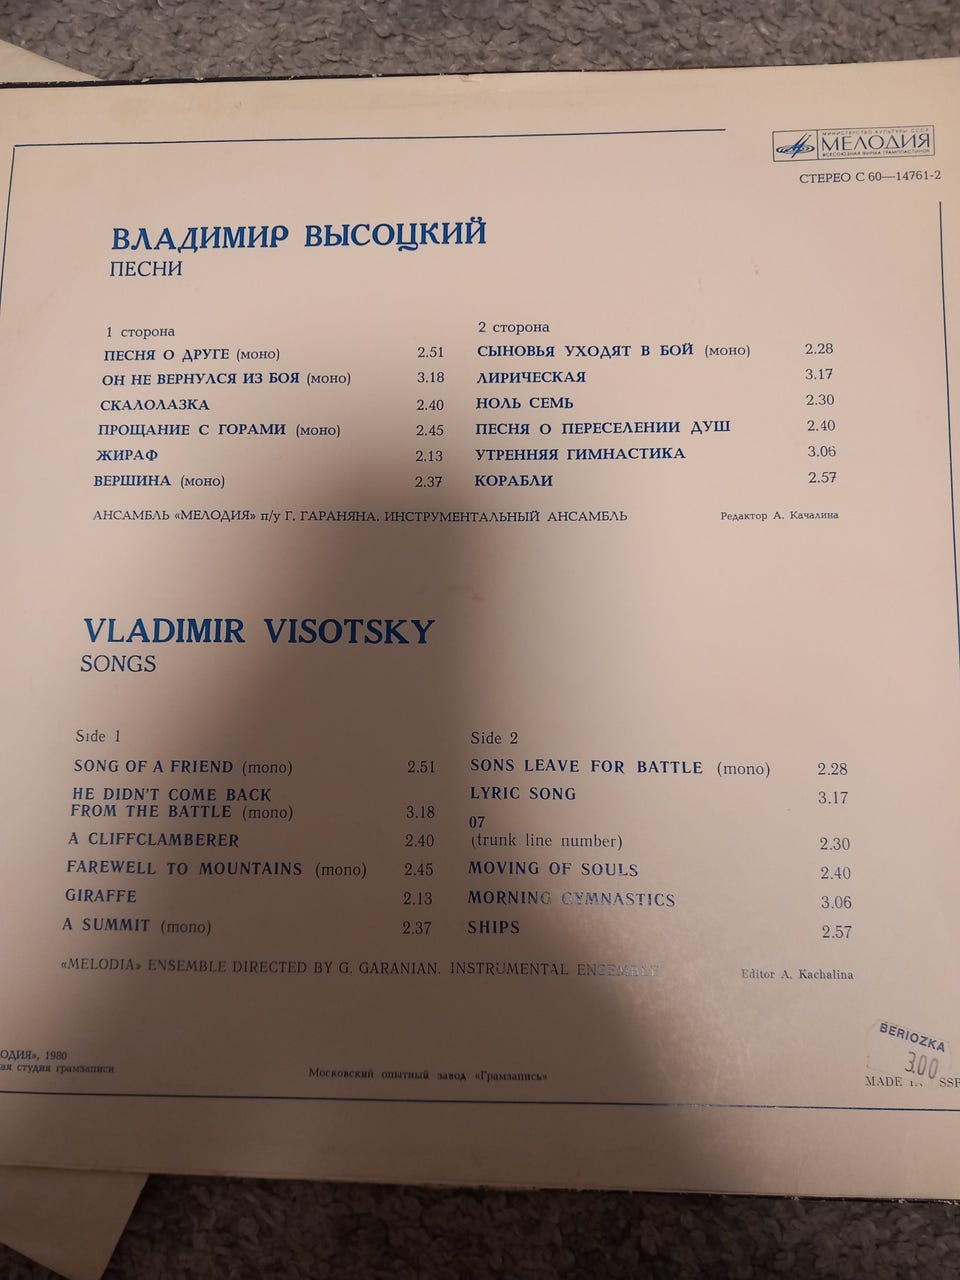 МИНИСТЕРСТВО КУЛЬТУРЫ СССР
МЕЛОДИЯ
ВСЕСОЮЗНАЯ ФИРМА ГРАМПЛАСТИНОК
СТЕРЕО С 60—14761-2
ВЛАДИМИР ВЫСОЦКИЙ
ПЕСНИ
1 сторона
ПЕСНЯ О ДРУГЕ (моно) 2.51
ОН НЕ ВЕРНУЛСЯ ИЗ БОЯ (моно) 3.18
СКАЛОЛАЗКА 2.40
ПРОЩАНИЕ С ГОРАМИ (моно) 2.45
ЖИРАФ 2.13
ВЕРШИНА (моно) 2.37
2 сторона
СЫНОВЬЯ УХОДЯТ В БОЙ (моно) 2.28
ЛИРИЧЕСКАЯ 3.17
НОЛЬ СЕМЬ 2.30
ПЕСНЯ О ПЕРЕСЕЛЕНИИ ДУШ 2.40
УТРЕННЯЯ ГИМНАСТИКА 3.06
КОРАБЛИ 2.57
АНСАМБЛЬ «МЕЛОДИЯ» п/у Г. ГАРАНЯНА. ИНСТРУМЕНТАЛЬНЫЙ АНСАМБЛЬ
Редактор А. Качалина
VLADIMIR VISOTSKY
SONGS
Side 1
SONG OF A FRIEND (mono) 2.51
HE DIDN'T COME BACK
FROM THE BATTLE (mono) 3.18
A CLIFFCLAMBERER 2.40
FAREWELL TO MOUNTAINS (mono) 2.45
GIRAFFE 2.13
A SUMMIT (mono) 2.37
Side 2
SONS LEAVE FOR BATTLE (mono) 2.28
LYRIC SONG 3.17
07
(trunk line number) 2.30
MOVING OF SOULS 2.40
MORNING GYMNASTICS 3.06
SHIPS 2.57
«MELODIA» ENSEMBLE DIRECTED BY G. GARANIAN. INSTRUMENTAL ENSEMBLE
Editor A. Kachalina
ОДИЯ», 1980
ая студия грамзаписи
Московский опытный завод «Грамзапись»
BERIOZKA
3.00
MADE